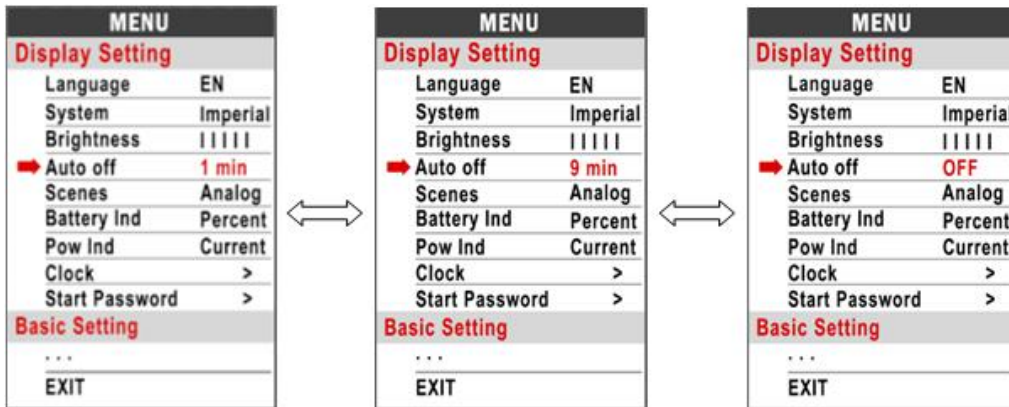 MENU
Display Setting
Language EN
System Imperial
Brightness | | | | |
Auto off 1 min
Scenes Analog
Battery Ind Percent
Pow Ind Current
Clock >
Start Password >
Basic Setting
...
EXIT
MENU
Display Setting
Language EN
System Imperial
Brightness | | | | |
Auto off 9 min
Scenes Analog
Battery Ind Percent
Pow Ind Current
Clock >
Start Password >
Basic Setting
...
EXIT
MENU
Display Setting
Language EN
System Imperial
Brightness | | | | |
Auto off OFF
Scenes Analog
Battery Ind Percent
Pow Ind Current
Clock >
Start Password >
Basic Setting
...
EXIT